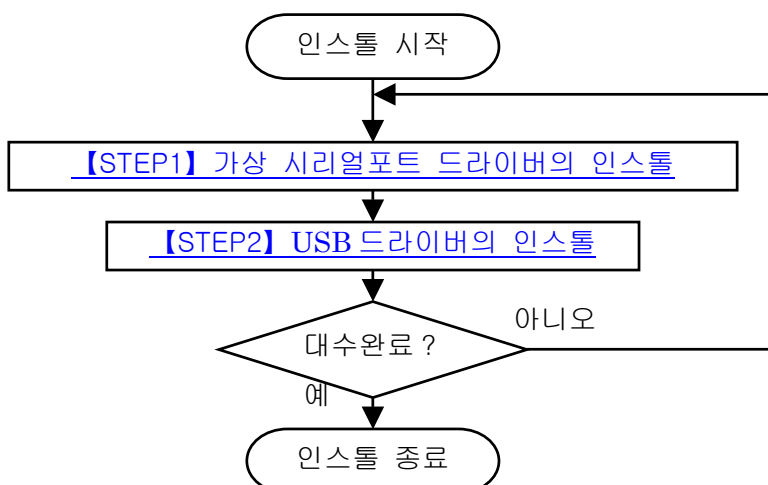 인스톨 시작
【STEP1】가상 시리얼포트 드라이버의 인스톨
【STEP2】USB 드라이버의 인스톨
아니오
대수완료 ?
예
인스톨 종료